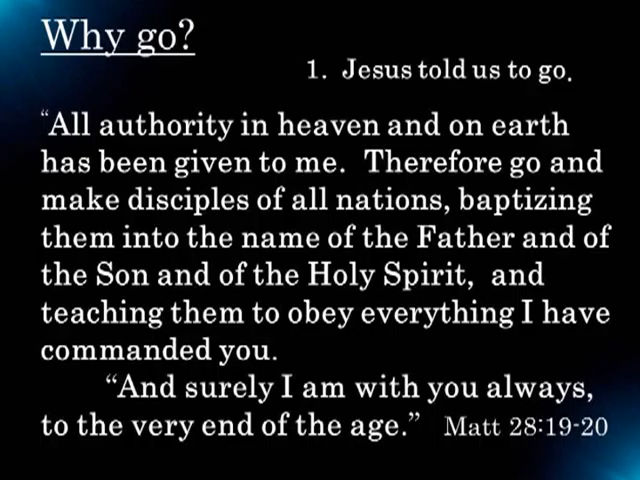 Why go?
1. Jesus told us to go.
“All authority in heaven and on earth
has been given to me. Therefore go and
make disciples of all nations, baptizing
them into the name of the Father and of
the Son and of the Holy Spirit, and
teaching them to obey everything I have
commanded you.
“And surely I am with you always,
to the very end of the age.” Matt 28:19-20